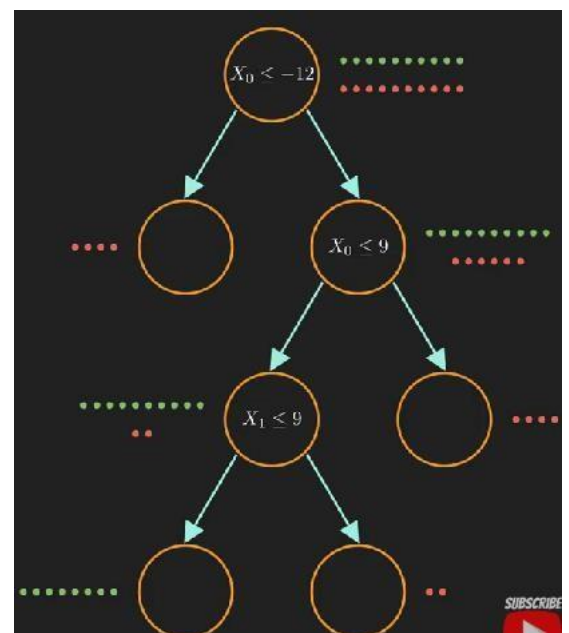 X₀ ≤ −12
X₀ ≤ 9
X₁ ≤ 9
SUBSCRIBE